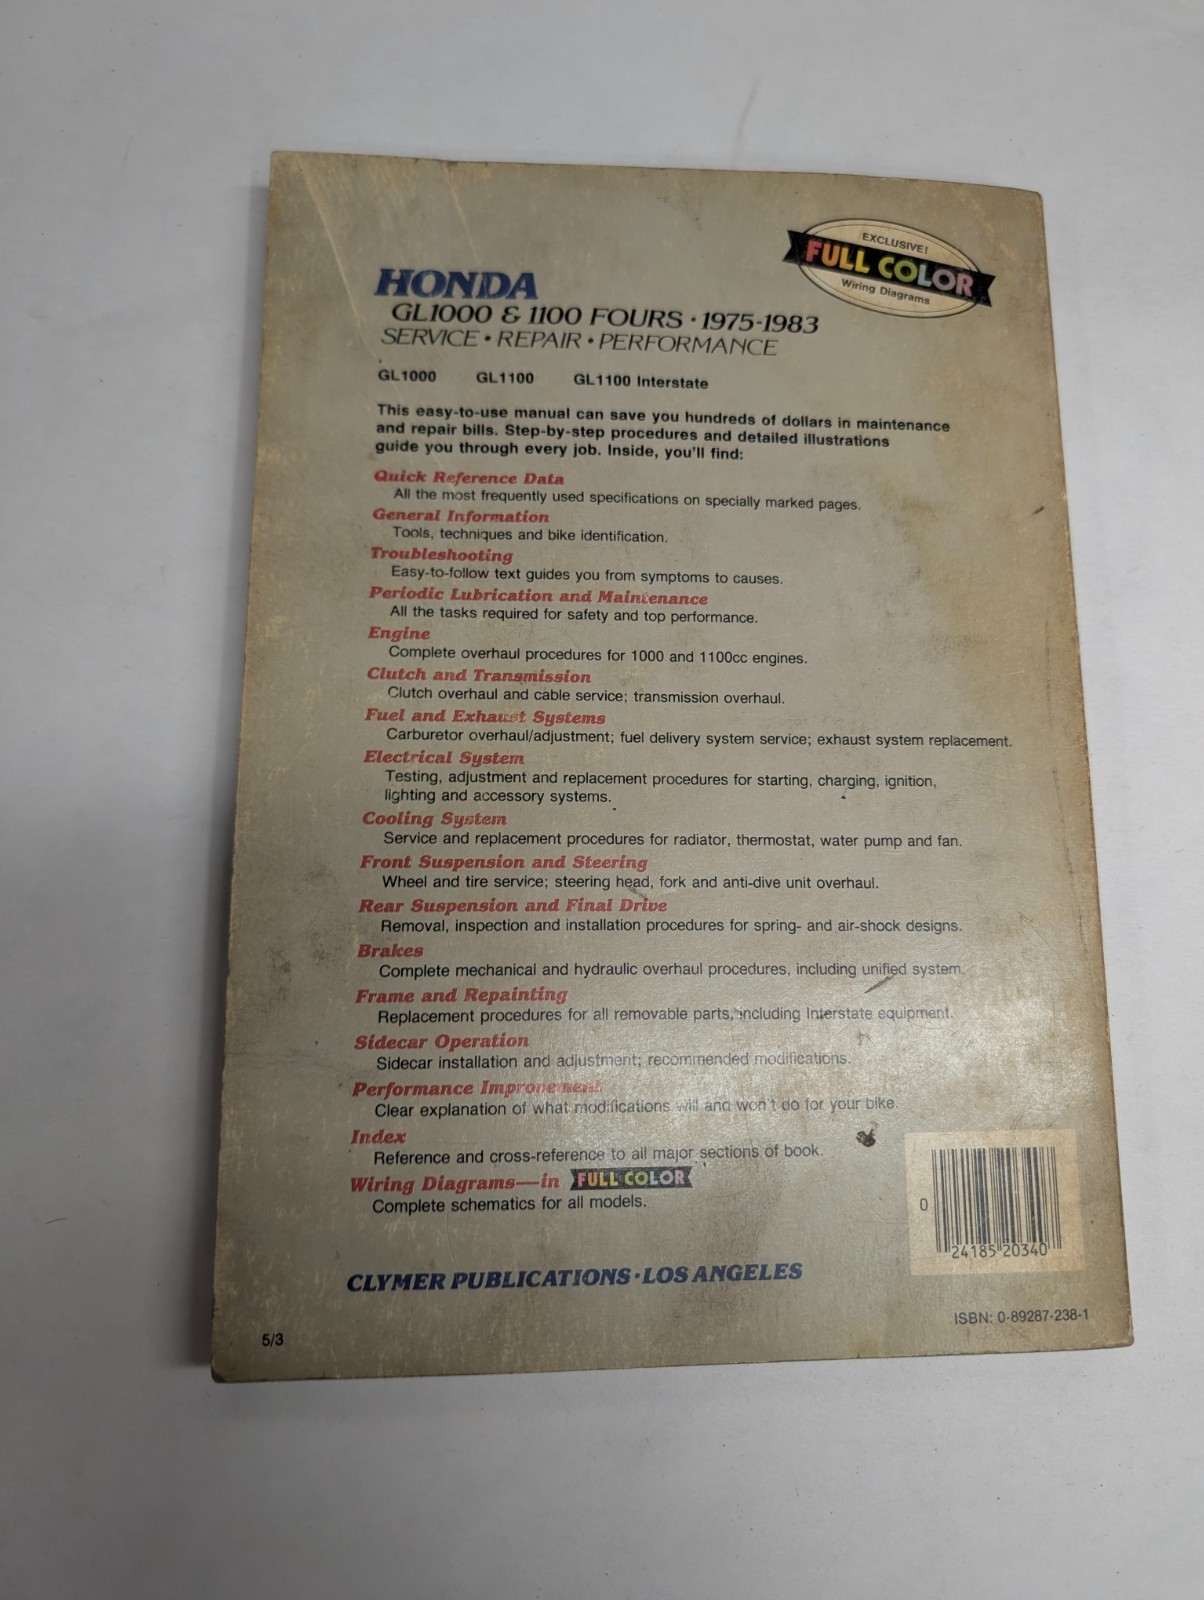 EXCLUSIVE!
FULL COLOR
Wiring Diagrams
HONDA
GL1000 & 1100 FOURS • 1975-1983
SERVICE • REPAIR • PERFORMANCE
GL1000 GL1100 GL1100 Interstate
This easy-to-use manual can save you hundreds of dollars in maintenance
and repair bills. Step-by-step procedures and detailed illustrations
guide you through every job. Inside, you'll find:
Quick Reference Data
All the most frequently used specifications on specially marked pages.
General Information
Tools, techniques and bike identification.
Troubleshooting
Easy-to-follow text guides you from symptoms to causes.
Periodic Lubrication and Maintenance
All the tasks required for safety and top performance.
Engine
Complete overhaul procedures for 1000 and 1100cc engines.
Clutch and Transmission
Clutch overhaul and cable service; transmission overhaul.
Fuel and Exhaust Systems
Carburetor overhaul/adjustment; fuel delivery system service; exhaust system replacement.
Electrical System
Testing, adjustment and replacement procedures for starting, charging, ignition,
lighting and accessory systems.
Cooling System
Service and replacement procedures for radiator, thermostat, water pump and fan.
Front Suspension and Steering
Wheel and tire service; steering head, fork and anti-dive unit overhaul.
Rear Suspension and Final Drive
Removal, inspection and installation procedures for spring- and air-shock designs.
Brakes
Complete mechanical and hydraulic overhaul procedures, including unified system.
Frame and Repainting
Replacement procedures for all removable parts, including Interstate equipment.
Sidecar Operation
Sidecar installation and adjustment; recommended modifications.
Performance Improvement
Clear explanation of what modifications will and won't do for your bike.
Index
Reference and cross-reference to all major sections of book.
Wiring Diagrams—in FULL COLOR
Complete schematics for all models.
0 24185 20340
CLYMER PUBLICATIONS • LOS ANGELES
ISBN: 0-89287-238-1
5/3